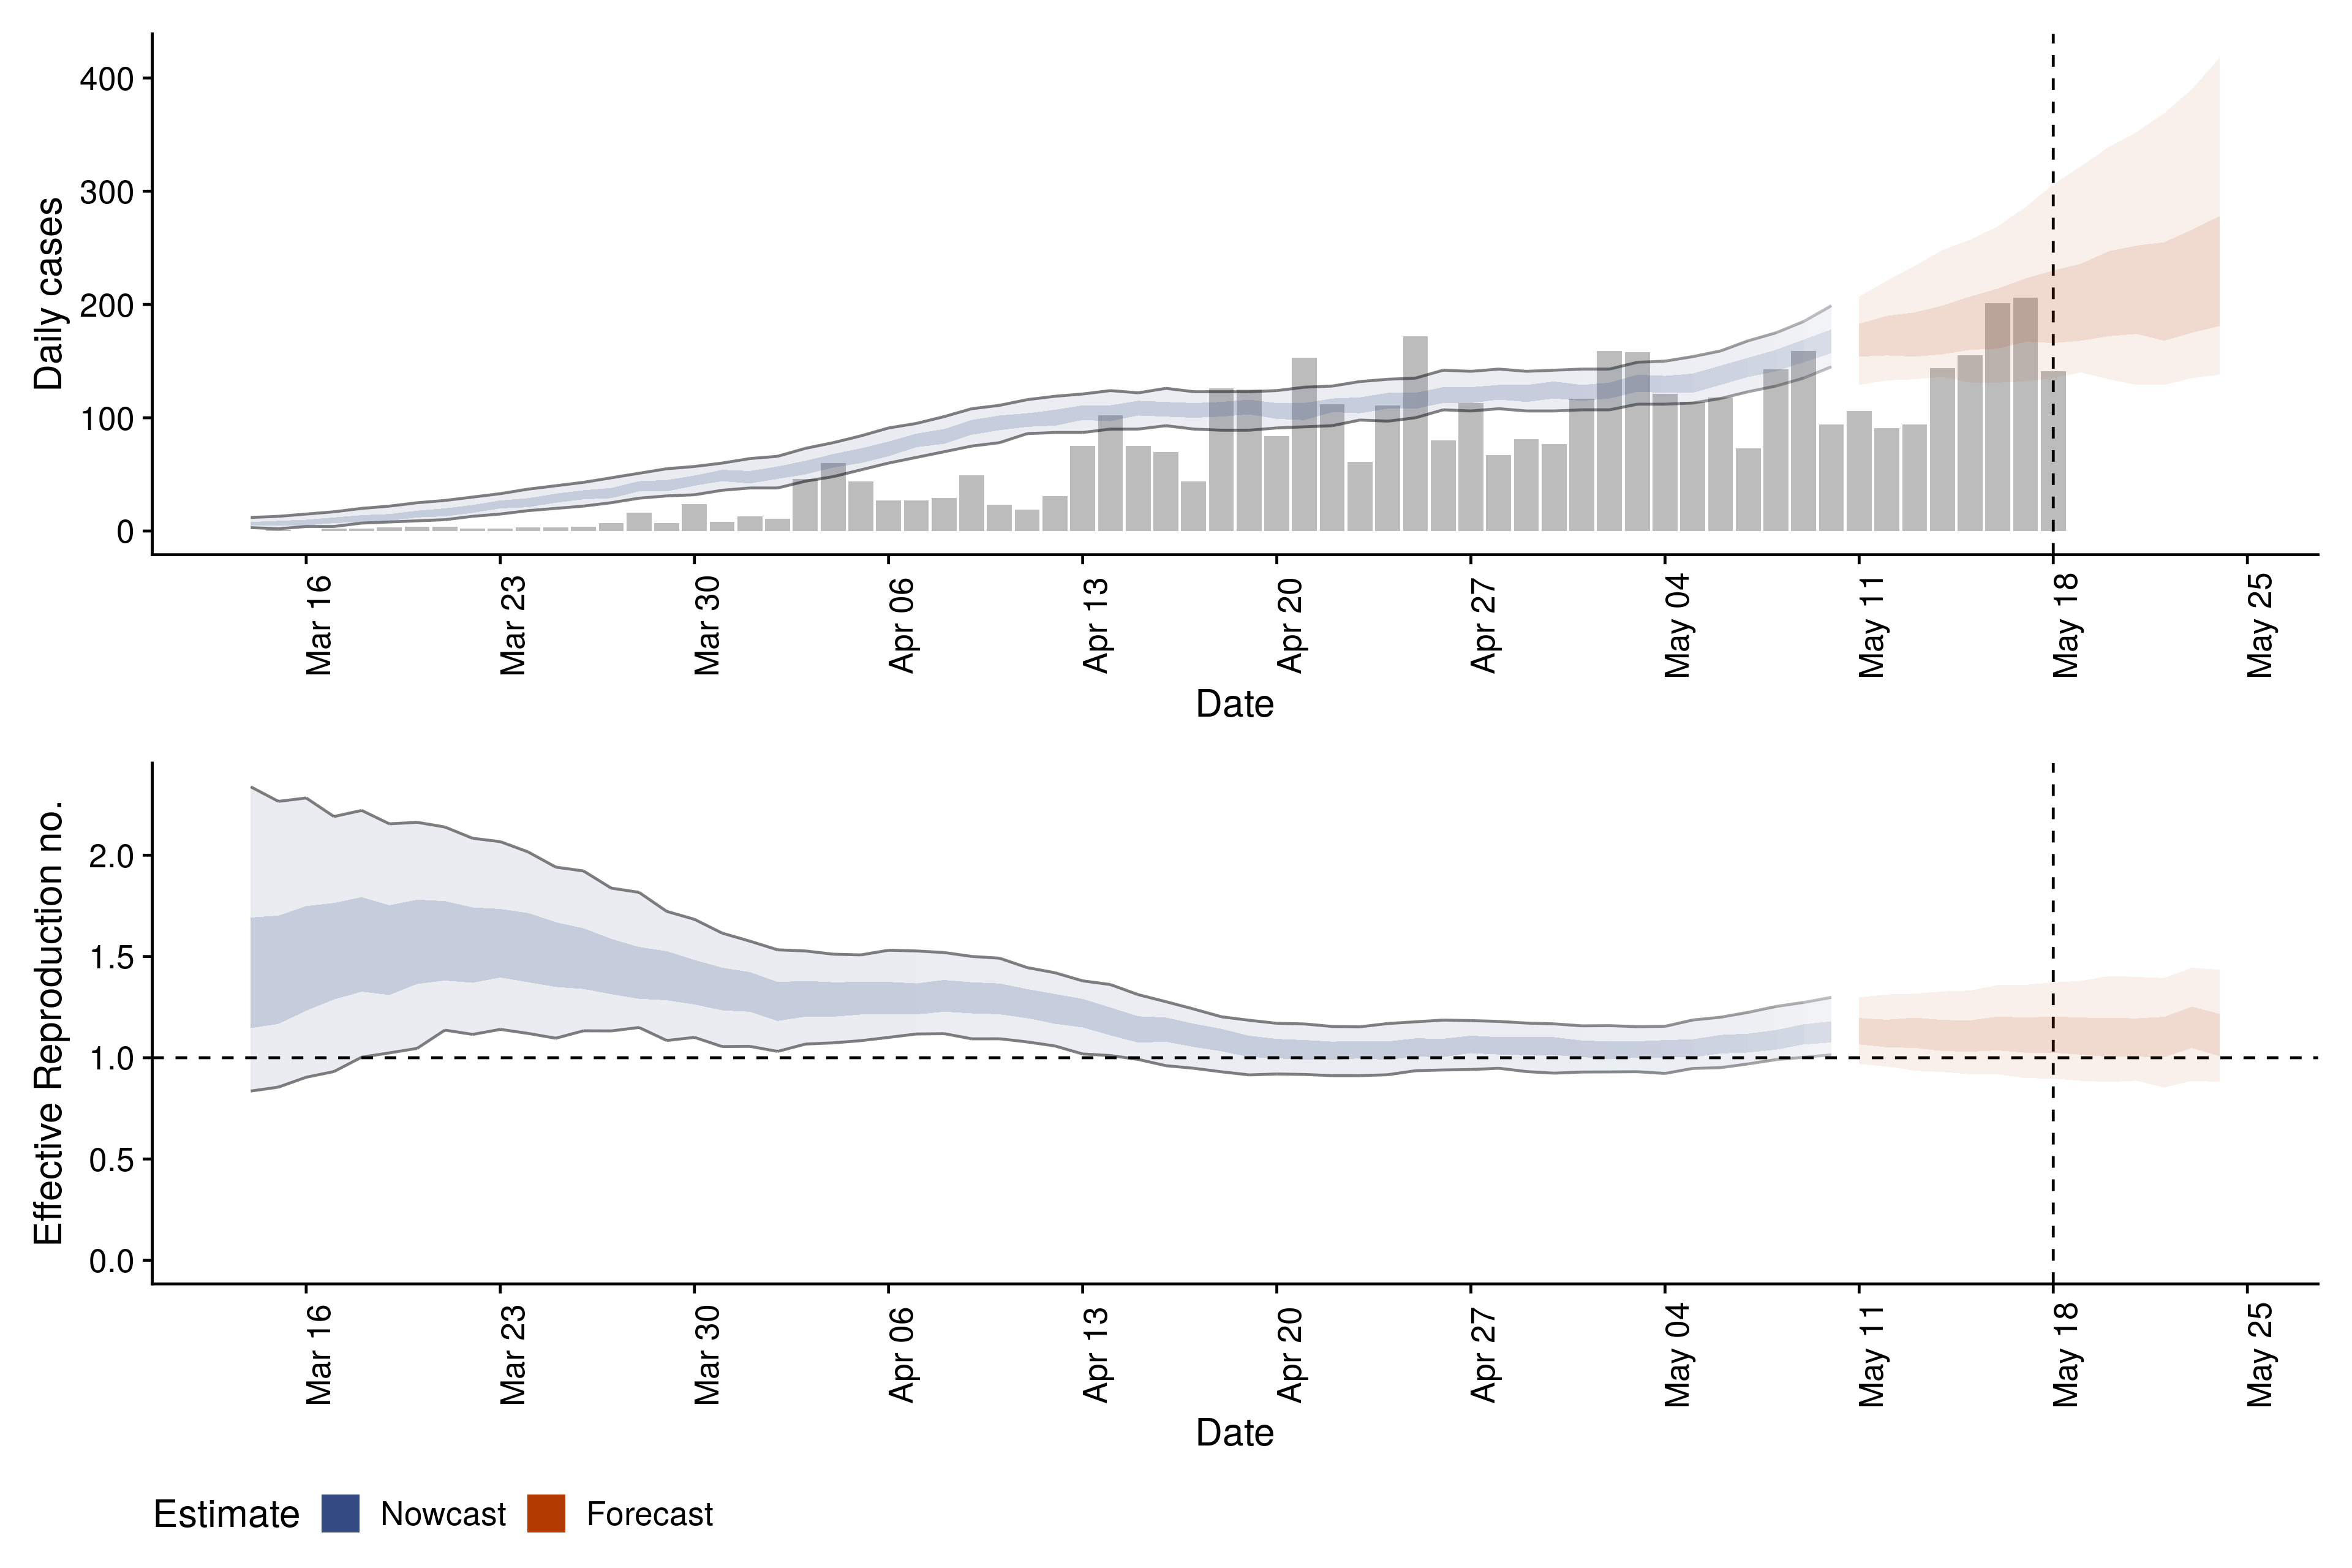 Daily cases
400
300
200
100
0
Mar 16
Mar 23
Mar 30
Apr 06
Apr 13
Apr 20
Apr 27
May 04
May 11
May 18
May 25
Date
Effective Reproduction no.
2.0
1.5
1.0
0.5
0.0
Mar 16
Mar 23
Mar 30
Apr 06
Apr 13
Apr 20
Apr 27
May 04
May 11
May 18
May 25
Date
Estimate Nowcast Forecast